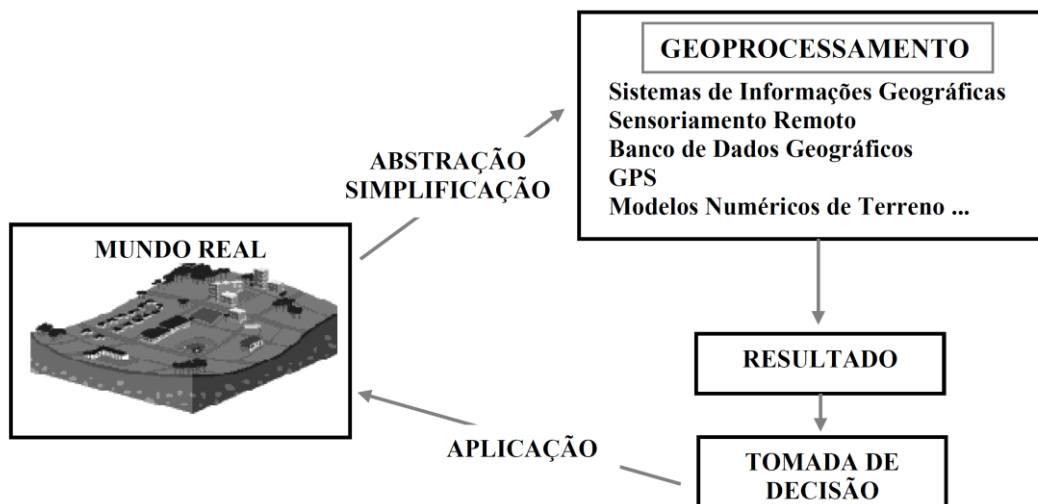 GEOPROCESSAMENTO
Sistemas de Informações Geográficas
Sensoriamento Remoto
Banco de Dados Geográficos
GPS
Modelos Numéricos de Terreno ...
ABSTRAÇÃO
SIMPLIFICAÇÃO
MUNDO REAL
RESULTADO
APLICAÇÃO
TOMADA DE
DECISÃO